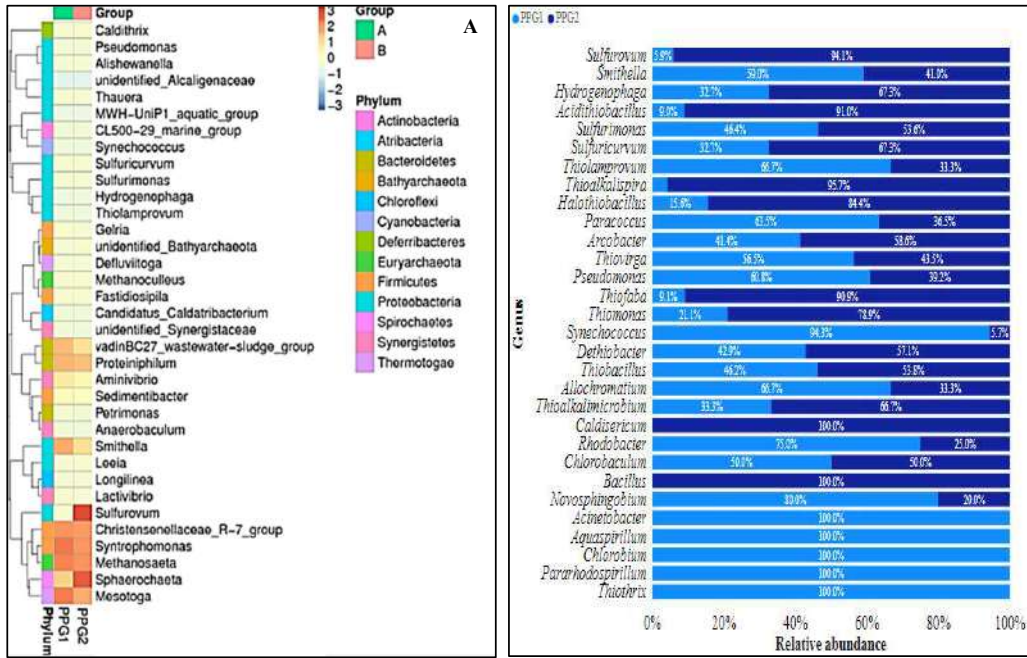 Group
A
Caldithrix
Pseudomonas
Alishewanella
unidentified_Alcaligenaceae
Thauera
MWH-UniP1_aquatic_group
CL500-29_marine_group
Synechococcus
Sulfuricurvum
Sulfurimonas
Hydrogenophaga
Thiolamprovum
Gelria
unidentified_Bathyarchaeota
Defluviitoga
Methanoculleus
Fastidiosipila
Candidatus_Caldatribacterium
unidentified_Synergistaceae
vadinBC27_wastewater-sludge_group
Proteiniphilum
Aminivibrio
Sedimentibacter
Petrimonas
Anaerobaculum
Smithella
Leeia
Longilinea
Lactivibrio
Sulfurovum
Christensenellaceae_R-7_group
Syntrophomonas
Methanosaeta
Sphaerochaeta
Mesotoga
Phylum
PPG1
PPG2
3
2
1
0
−1
−2
−3
Group
A
B
Phylum
Actinobacteria
Atribacteria
Bacteroidetes
Bathyarchaeota
Chloroflexi
Cyanobacteria
Deferribacteres
Euryarchaeota
Firmicutes
Proteobacteria
Spirochaetes
Synergistetes
Thermotogae
PPG1 PPG2
Genus
Sulfurovum 5.9% 94.1%
Smithella 59.0% 41.0%
Hydrogenophaga 32.7% 67.3%
Acidithiobacillus 9.0% 91.0%
Sulfurimonas 46.4% 53.6%
Sulfuricurvum 32.7% 67.3%
Thiolamprovum 66.7% 33.3%
Thioalkalispira 95.7%
Halothiobacillus 15.6% 84.4%
Paracoccus 63.5% 36.5%
Arcobacter 41.4% 58.6%
Thiovirga 56.5% 43.5%
Pseudomonas 60.8% 39.2%
Thiofaba 9.1% 90.9%
Thiomonas 21.1% 78.9%
Synechococcus 94.3% 5.7%
Dethiobacter 42.9% 57.1%
Thiobacillus 46.2% 53.8%
Allochromatium 66.7% 33.3%
Thioalkalimicrobium 33.3% 66.7%
Caldisericum 100.0%
Rhodobacter 75.0% 25.0%
Chlorobaculum 50.0% 50.0%
Bacillus 100.0%
Novosphingobium 80.0% 20.0%
Acinetobacter 100.0%
Aquaspirillum 100.0%
Chlorobium 100.0%
Pararhodospirillum 100.0%
Thiothrix 100.0%
0% 20% 40% 60% 80% 100%
Relative abundance